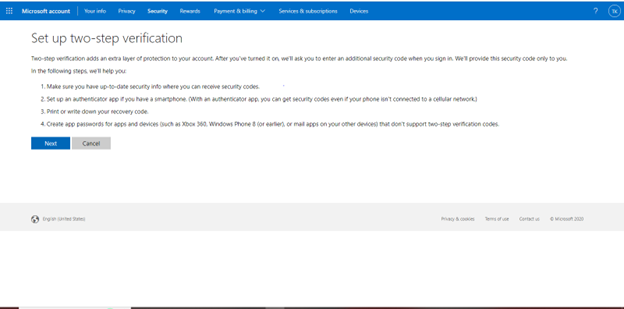 Microsoft account Your info Privacy Security Rewards Payment & billing Services & subscriptions Devices ? TK
Set up two-step verification
Two-step verification adds an extra layer of protection to your account. After you've turned it on, we'll ask you to enter an additional security code when you sign in. We'll provide this security code only to you.
In the following steps, we'll help you:
1. Make sure you have up-to-date security info where you can receive security codes.
2. Set up an authenticator app if you have a smartphone. (With an authenticator app, you can get security codes even if your phone isn't connected to a cellular network.)
3. Print or write down your recovery code.
4. Create app passwords for apps and devices (such as Xbox 360, Windows Phone 8 (or earlier), or mail apps on your other devices) that don't support two-step verification codes.
Next Cancel
English (United States) Privacy & cookies Terms of use Contact us © Microsoft 2020